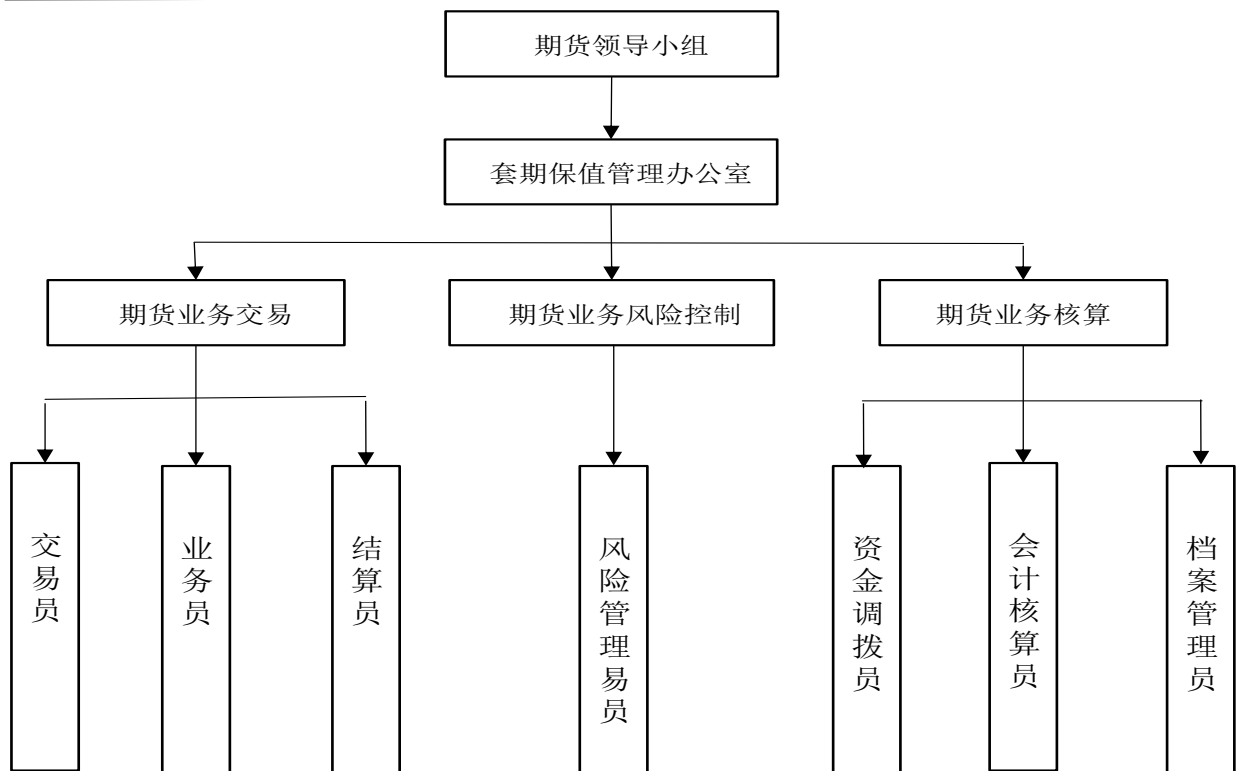 期货领导小组
套期保值管理办公室
期货业务交易
期货业务风险控制
期货业务核算
交易员
业务员
结算员
风险管理易员
资金调拨员
会计核算员
档案管理员